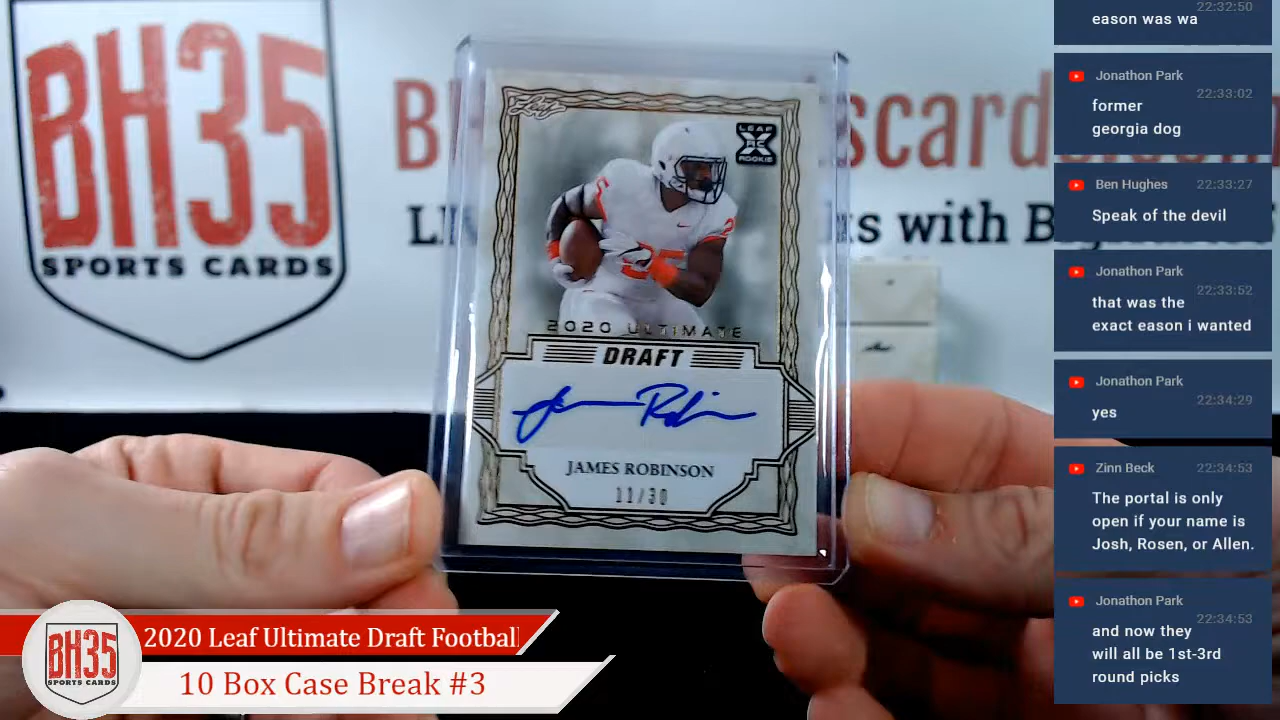 BH35
SPORTS CARDS
scard
with B
Leaf
LEAF
X
RC
ROOKIE
2020 ULTIMATE
DRAFT
JAMES ROBINSON
11/30
BH35
SPORTS CARDS
2020 Leaf Ultimate Draft Football
10 Box Case Break #3
22:32:50
eason was wa
Jonathon Park
22:33:02
former
georgia dog
Ben Hughes 22:33:27
Speak of the devil
Jonathon Park
22:33:52
that was the
exact eason i wanted
Jonathon Park
22:34:29
yes
Zinn Beck 22:34:53
The portal is only
open if your name is
Josh, Rosen, or Allen.
Jonathon Park
22:34:53
and now they
will all be 1st-3rd
round picks